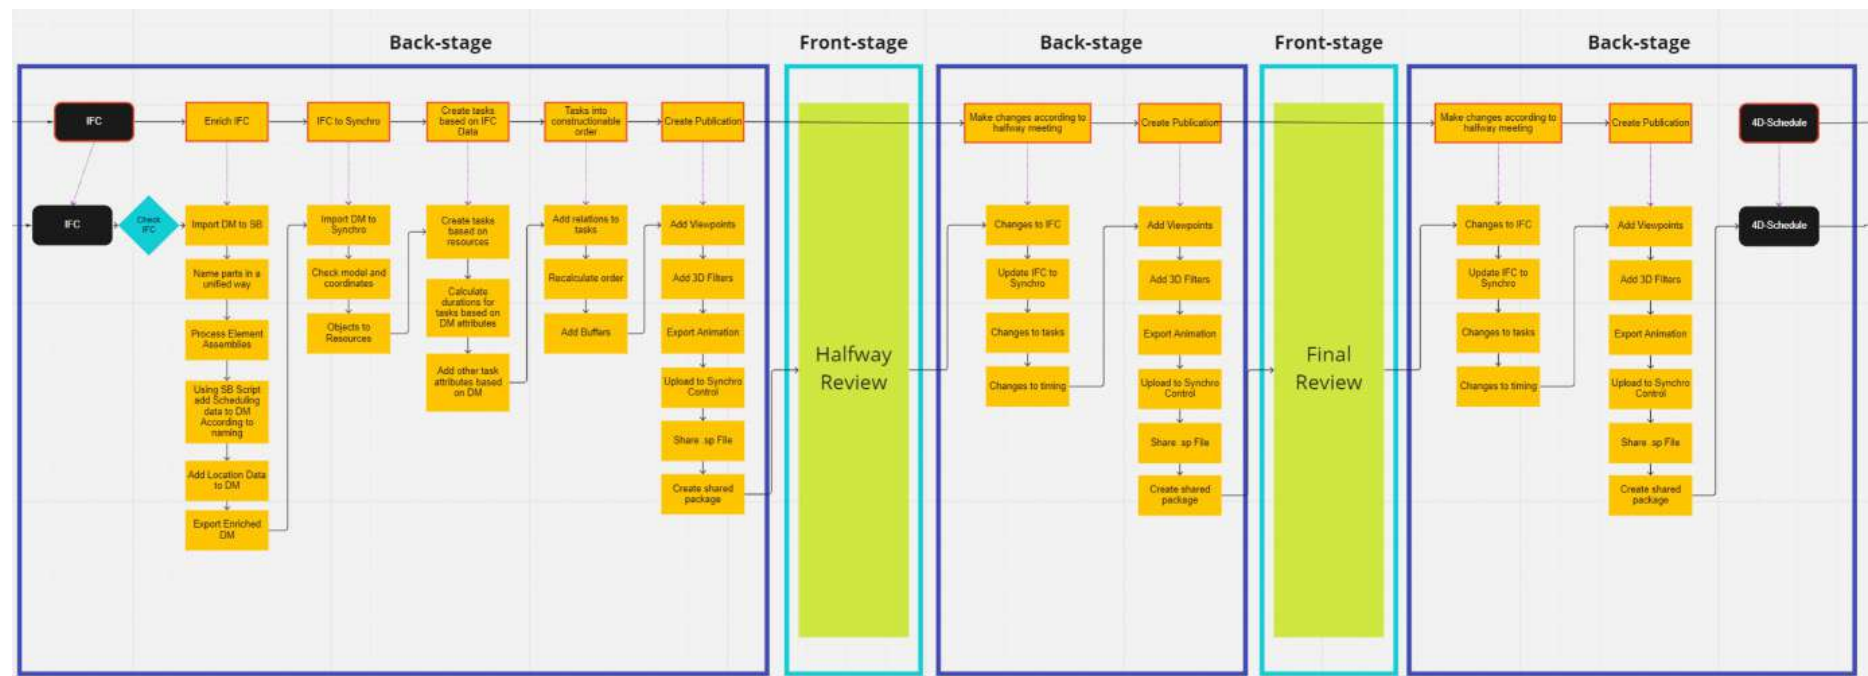 Back-stage
Front-stage
Back-stage
Front-stage
Back-stage
IFC
Enrich IFC
IFC to Synchro
Create tasks
based on IFC
Data
Tasks into
constructionable
order
Create Publication
Make changes according to
halfway meeting
Create Publication
Make changes according to
halfway meeting
Create Publication
4D-Schedule
IFC
Check
IFC
Import DM to SB
Name parts in a
unified way
Process Element
Assemblies
Using SB Script
add Scheduling
data to DM
According to
naming
Add Location Data
to DM
Export Enriched
DM
Import DM to
Synchro
Check model and
coordinates
Objects to
Resources
Create tasks
based on
resources
Calculate
durations for
tasks based on
DM attributes
Add other task
attributes based
on DM
Add relations to
tasks
Recalculate order
Add Buffers
Add Viewpoints
Add 3D Filters
Export Animation
Upload to Synchro
Control
Share .sp File
Create shared
package
Halfway
Review
Changes to IFC
Update IFC to
Synchro
Changes to tasks
Changes to timing
Add Viewpoints
Add 3D Filters
Export Animation
Upload to Synchro
Control
Share .sp File
Create shared
package
Final
Review
Changes to IFC
Update IFC to
Synchro
Changes to tasks
Changes to timing
Add Viewpoints
Add 3D Filters
Export Animation
Upload to Synchro
Control
Share .sp File
Create shared
package
4D-Schedule